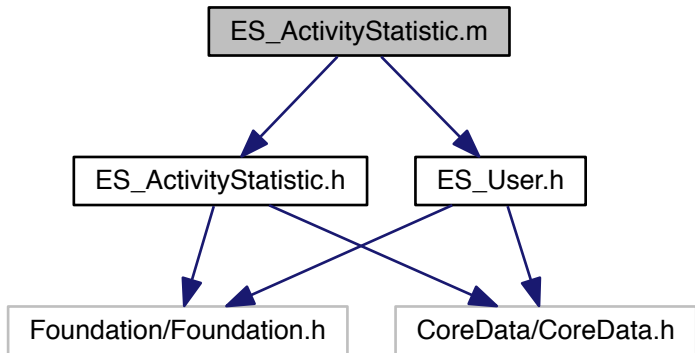 ES_ActivityStatistic.m
ES_ActivityStatistic.h
ES_User.h
Foundation/Foundation.h
CoreData/CoreData.h